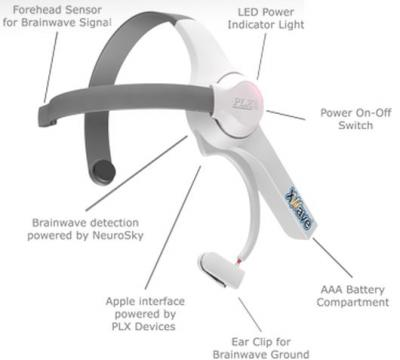 Forehead Sensor
for Brainwave Signal
LED Power
Indicator Light
PLX
Power On-Off
Switch
XWave
Brainwave detection
powered by NeuroSky
AAA Battery
Compartment
Apple interface
powered by
PLX Devices
Ear Clip for
Brainwave Ground